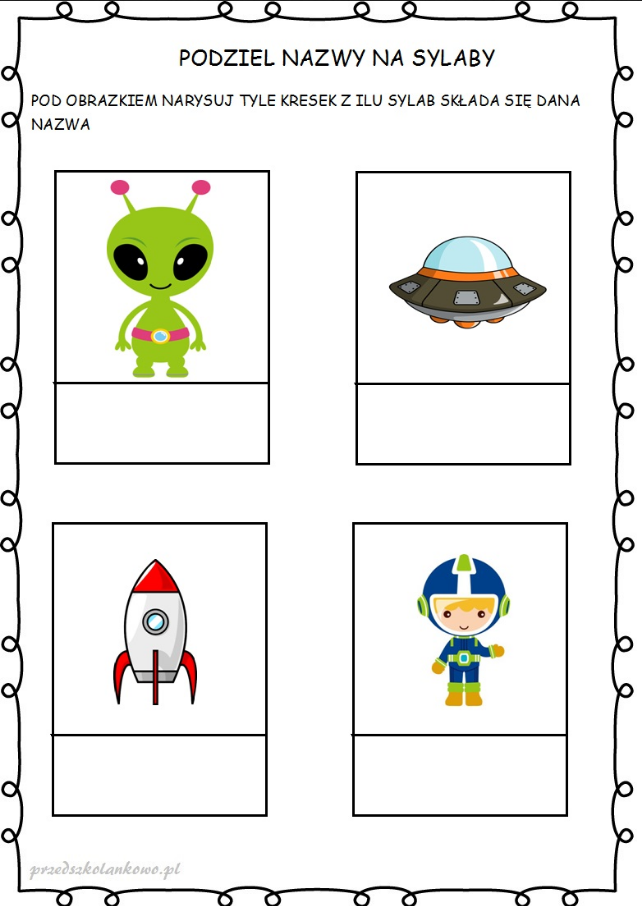 PODZIEL NAZWY NA SYLABY
POD OBRAZKIEM NARYSUJ TYLE KRESEK Z ILU SYLAB SKŁADA SIĘ DANA
NAZWA
przedszkolankowo.pl